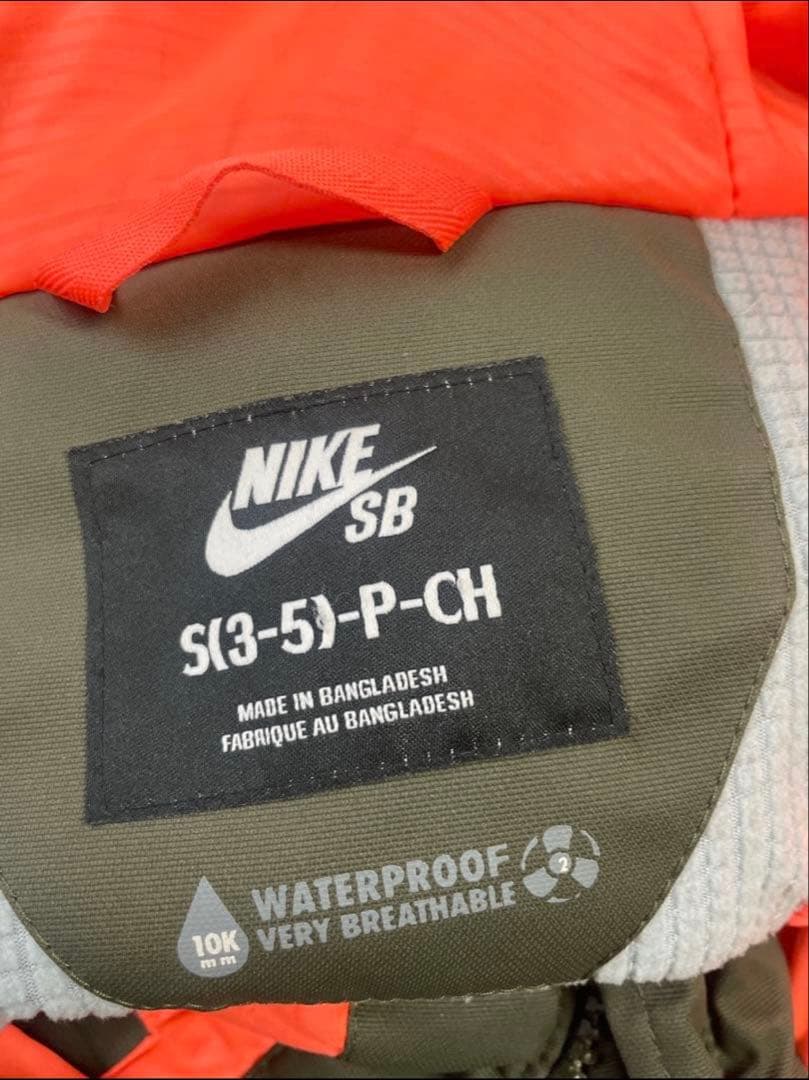 NIKE
SB
S(3-5)-P-CH
MADE IN BANGLADESH
FABRIQUE AU BANGLADESH
WATERPROOF 2
10K VERY BREATHABLE
mm